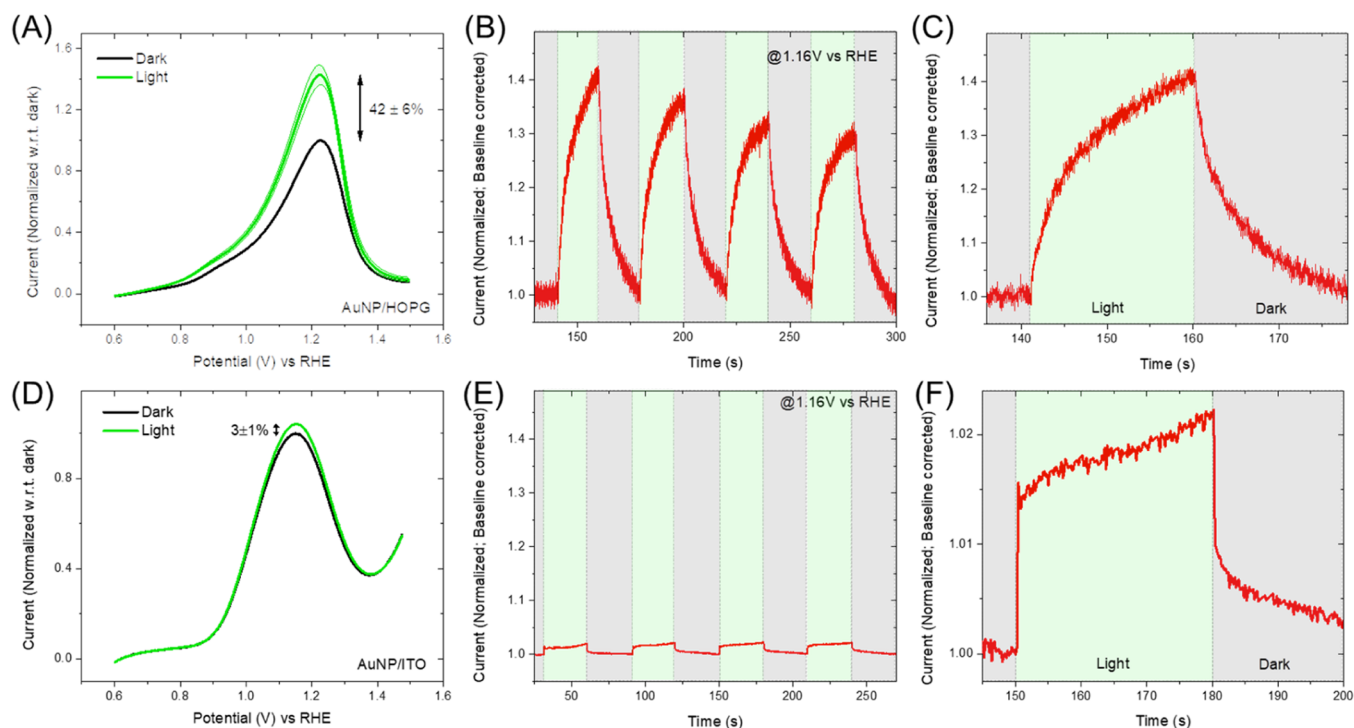 (A)
Current (Normalized w.r.t. dark)
1.6
1.2
0.8
0.4
0.0
Dark
Light
42 ± 6%
AuNP/HOPG
0.6 0.8 1.0 1.2 1.4 1.6
Potential (V) vs RHE
(B)
Current (Normalized; Baseline corrected)
1.4
1.3
1.2
1.1
1.0
@1.16V vs RHE
150 200 250 300
Time (s)
(C)
Current (Normalized; Baseline corrected)
1.4
1.3
1.2
1.1
1.0
Light Dark
140 150 160 170
Time (s)
(D)
Current (Normalized w.r.t. dark)
0.8
0.4
0.0
Dark
Light
3±1%
AuNP/ITO
0.6 0.8 1.0 1.2 1.4 1.6
Potential (V) vs RHE
(E)
Current (Normalized; Baseline corrected)
1.4
1.3
1.2
1.1
1.0
@1.16V vs RHE
50 100 150 200 250
Time (s)
(F)
Current (Normalized; Baseline corrected)
1.02
1.01
1.00
Light Dark
150 160 170 180 190 200
Time (s)